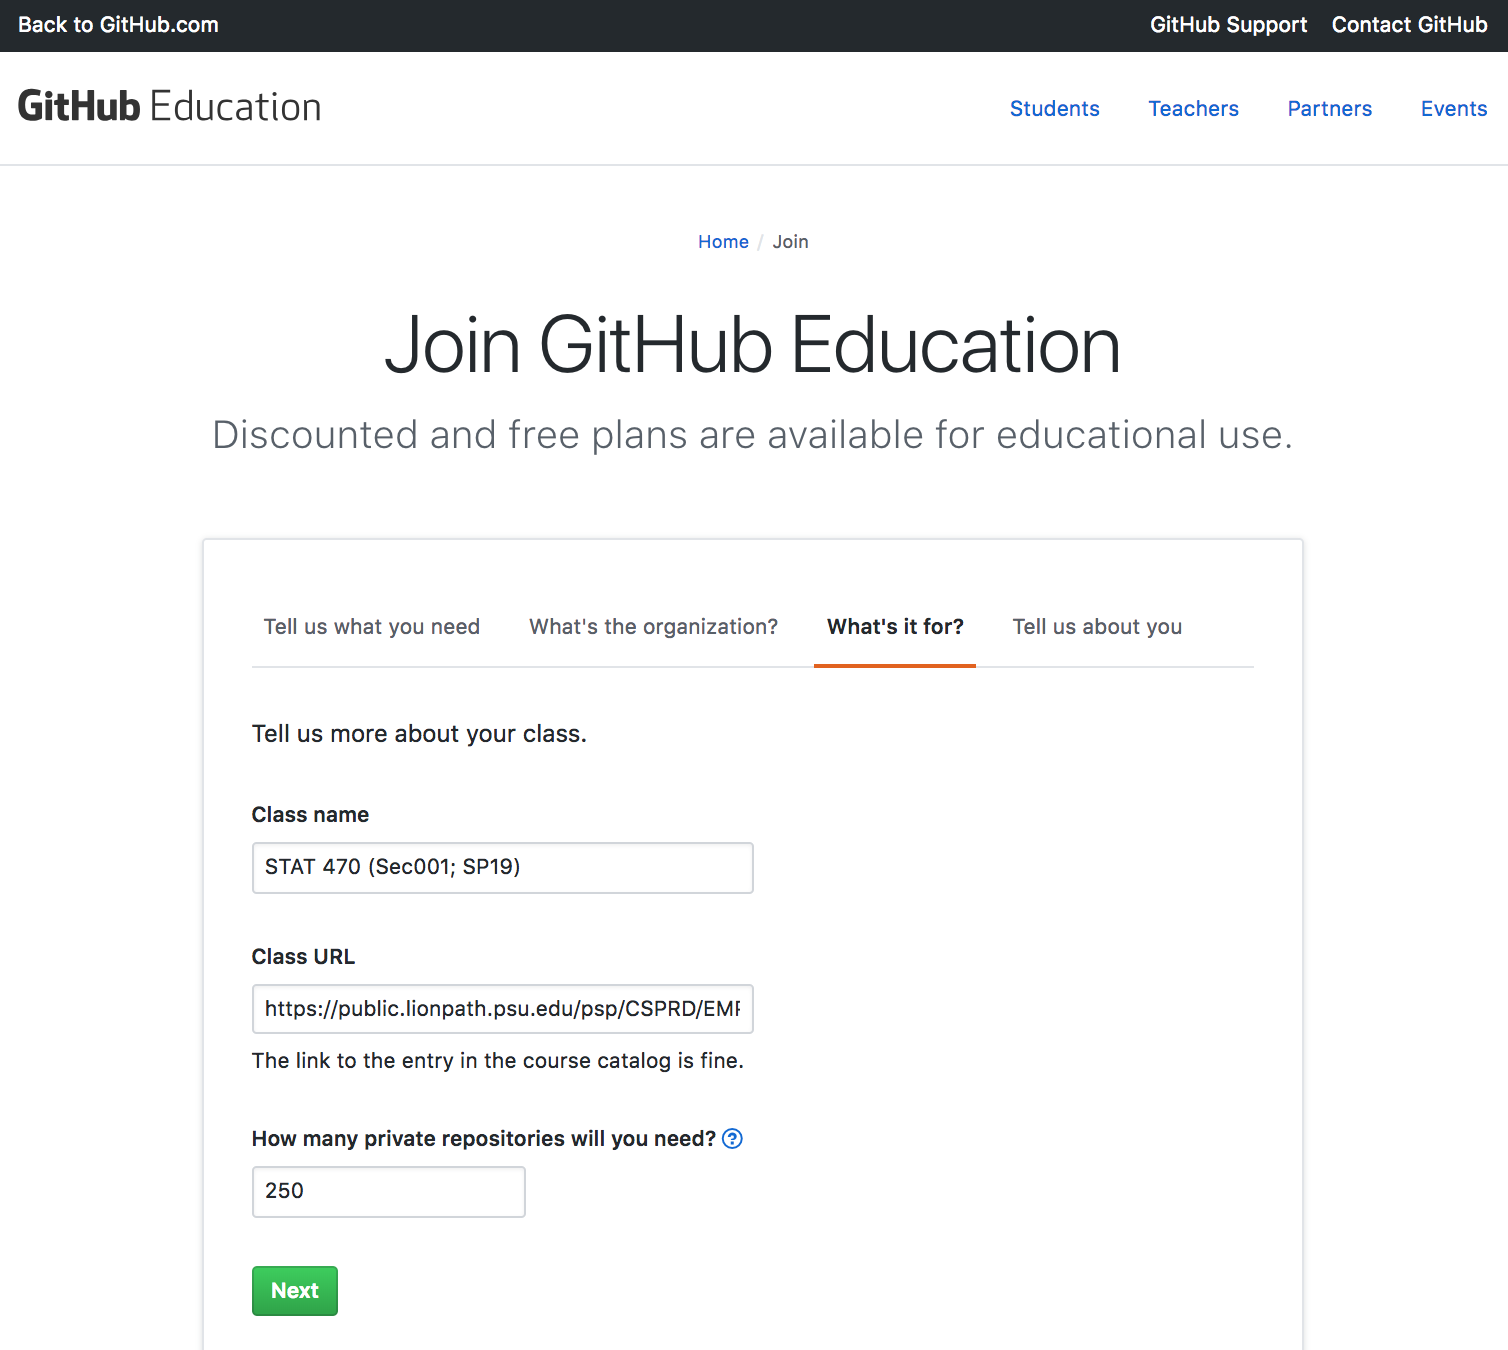 Back to GitHub.com GitHub Support Contact GitHub
GitHub Education Students Teachers Partners Events
Home / Join
Join GitHub Education
Discounted and free plans are available for educational use.
Tell us what you need What's the organization? What's it for? Tell us about you
Tell us more about your class.
Class name
STAT 470 (Sec001; SP19)
Class URL
https://public.lionpath.psu.edu/psp/CSPRD/EMP
The link to the entry in the course catalog is fine.
How many private repositories will you need? ?
250
Next